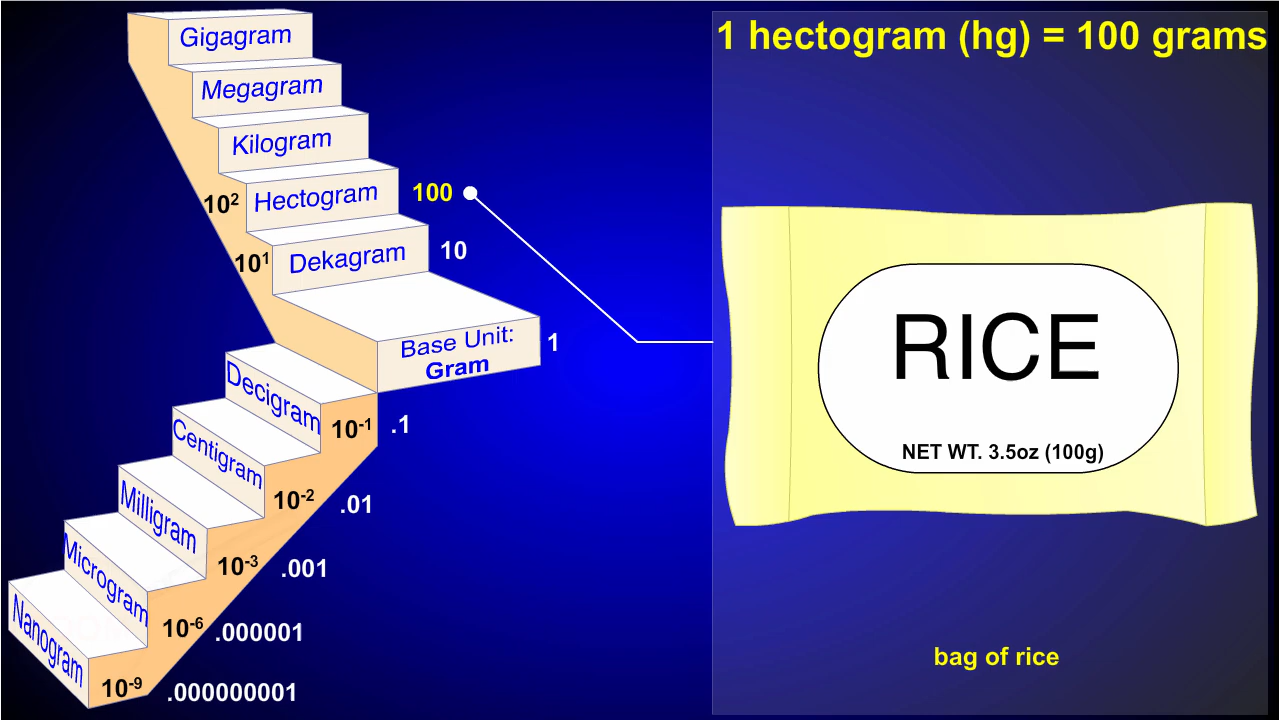 1 hectogram (hg) = 100 grams
Gigagram
Megagram
Kilogram
10² Hectogram 100
10¹ Dekagram 10
Base Unit:
Gram
1
Decigram 10⁻¹ .1
Centigram 10⁻² .01
Milligram 10⁻³ .001
Microgram 10⁻⁶ .000001
Nanogram 10⁻⁹ .000000001
RICE
NET WT. 3.5oz (100g)
bag of rice